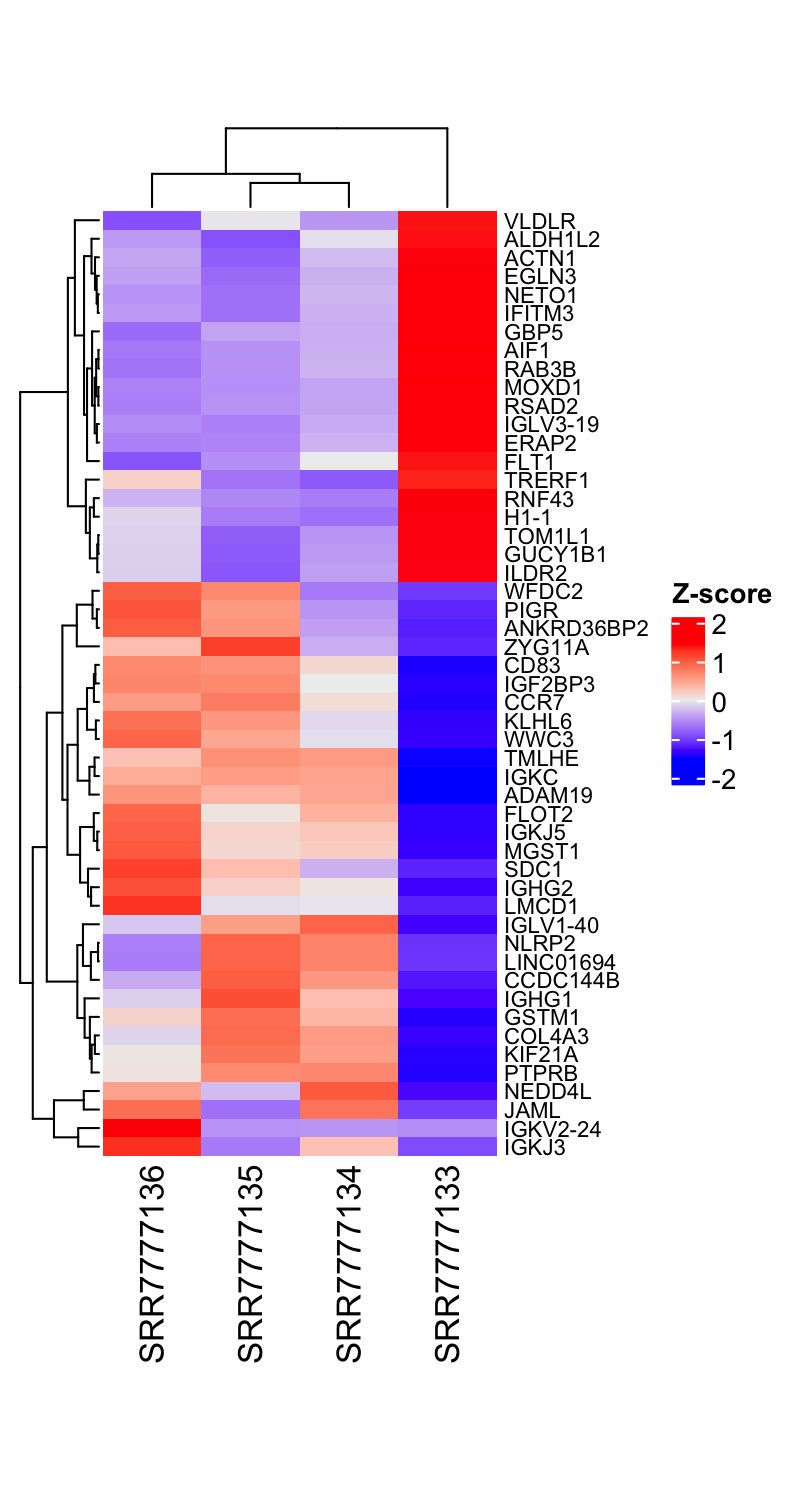 VLDLR
ALDH1L2
ACTN1
EGLN3
NETO1
IFITM3
GBP5
AIF1
RAB3B
MOXD1
RSAD2
IGLV3-19
ERAP2
FLT1
TRERF1
RNF43
H1-1
TOM1L1
GUCY1B1
ILDR2
WFDC2
PIGR
ANKRD36BP2
ZYG11A
CD83
IGF2BP3
CCR7
KLHL6
WWC3
TMLHE
IGKC
ADAM19
FLOT2
IGKJ5
MGST1
SDC1
IGHG2
LMCD1
IGLV1-40
NLRP2
LINC01694
CCDC144B
IGHG1
GSTM1
COL4A3
KIF21A
PTPRB
NEDD4L
JAML
IGKV2-24
IGKJ3
Z-score
2
1
0
-1
-2
SRR7777136
SRR7777135
SRR7777134
SRR7777133